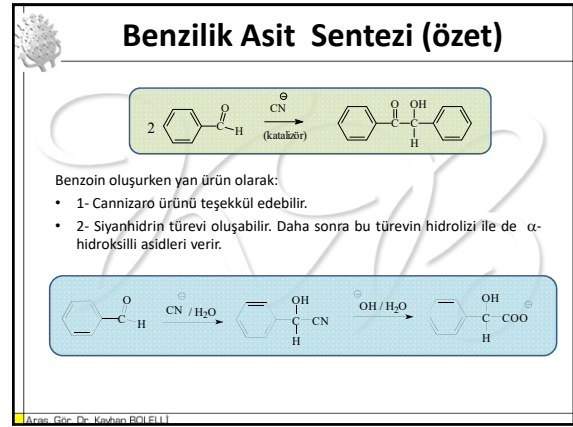 Benzilik Asit Sentezi (özet)
2 C O H
CN ⊖
(katalizör)
O OH
C C
H
Benzoin oluşurken yan ürün olarak:
• 1- Cannizaro ürünü teşekkül edebilir.
• 2- Siyanhidrin türevi oluşabilir. Daha sonra bu türevin hidrolizi ile de α-
hidroksilli asidleri verir.
O
C H
⊖
CN / H₂O
OH
C CN
H
⊖
OH / H₂O
OH ⊖
C COO
H
Araş. Gör. Dr. Kayhan BOLELLİ